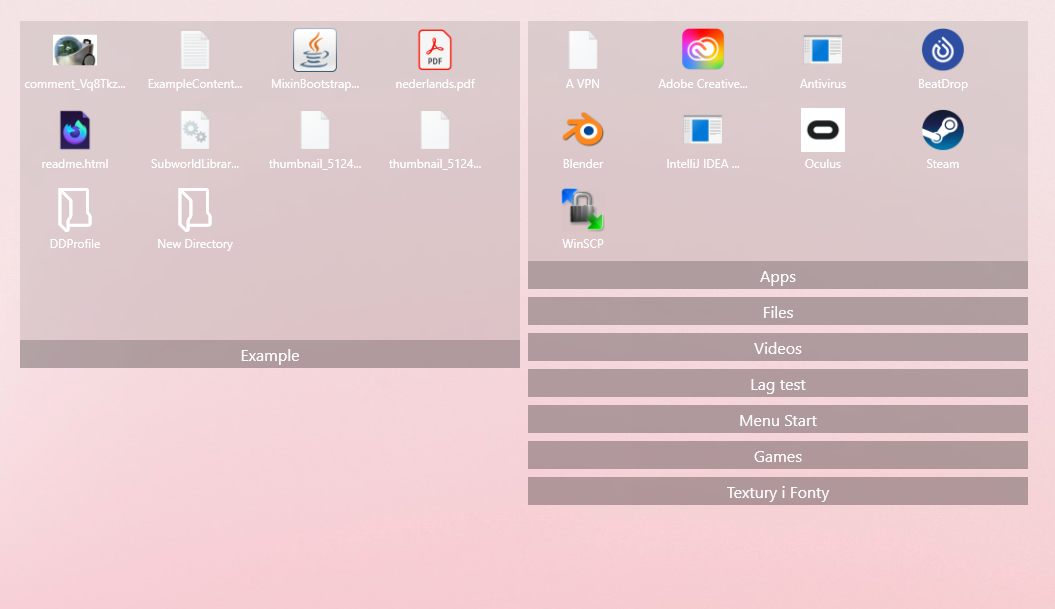 comment_Vq8Tkz...
ExampleContent...
MixinBootstrap...
PDF
nederlands.pdf
readme.html
SubworldLibrar...
thumbnail_5124...
thumbnail_5124...
DDProfile
New Directory
Example
A VPN
Adobe Creative...
Antivirus
BeatDrop
Blender
IntelliJ IDEA ...
Oculus
Steam
WinSCP
Apps
Files
Videos
Lag test
Menu Start
Games
Textury i Fonty